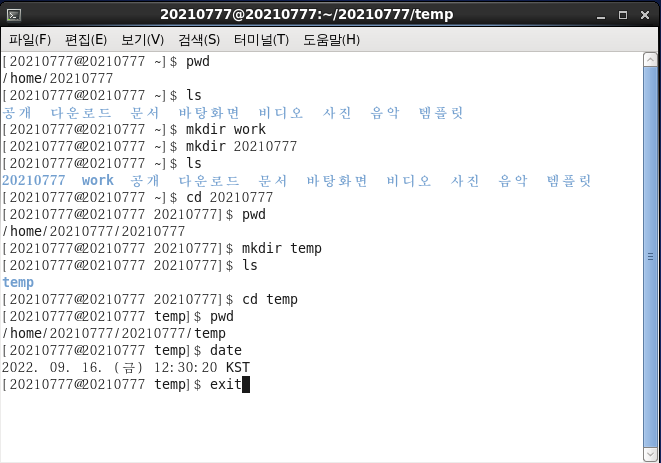 20210777@20210777:~/20210777/temp
파일(F) 편집(E) 보기(V) 검색(S) 터미널(T) 도움말(H)
[20210777@20210777 ~]$ pwd
/home/20210777
[20210777@20210777 ~]$ ls
공개 다운로드 문서 바탕화면 비디오 사진 음악 템플릿
[20210777@20210777 ~]$ mkdir work
[20210777@20210777 ~]$ mkdir 20210777
[20210777@20210777 ~]$ ls
20210777 work 공개 다운로드 문서 바탕화면 비디오 사진 음악 템플릿
[20210777@20210777 ~]$ cd 20210777
[20210777@20210777 20210777]$ pwd
/home/20210777/20210777
[20210777@20210777 20210777]$ mkdir temp
[20210777@20210777 20210777]$ ls
temp
[20210777@20210777 20210777]$ cd temp
[20210777@20210777 temp]$ pwd
/home/20210777/20210777/temp
[20210777@20210777 temp]$ date
2022. 09. 16. (금) 12:30:20 KST
[20210777@20210777 temp]$ exit